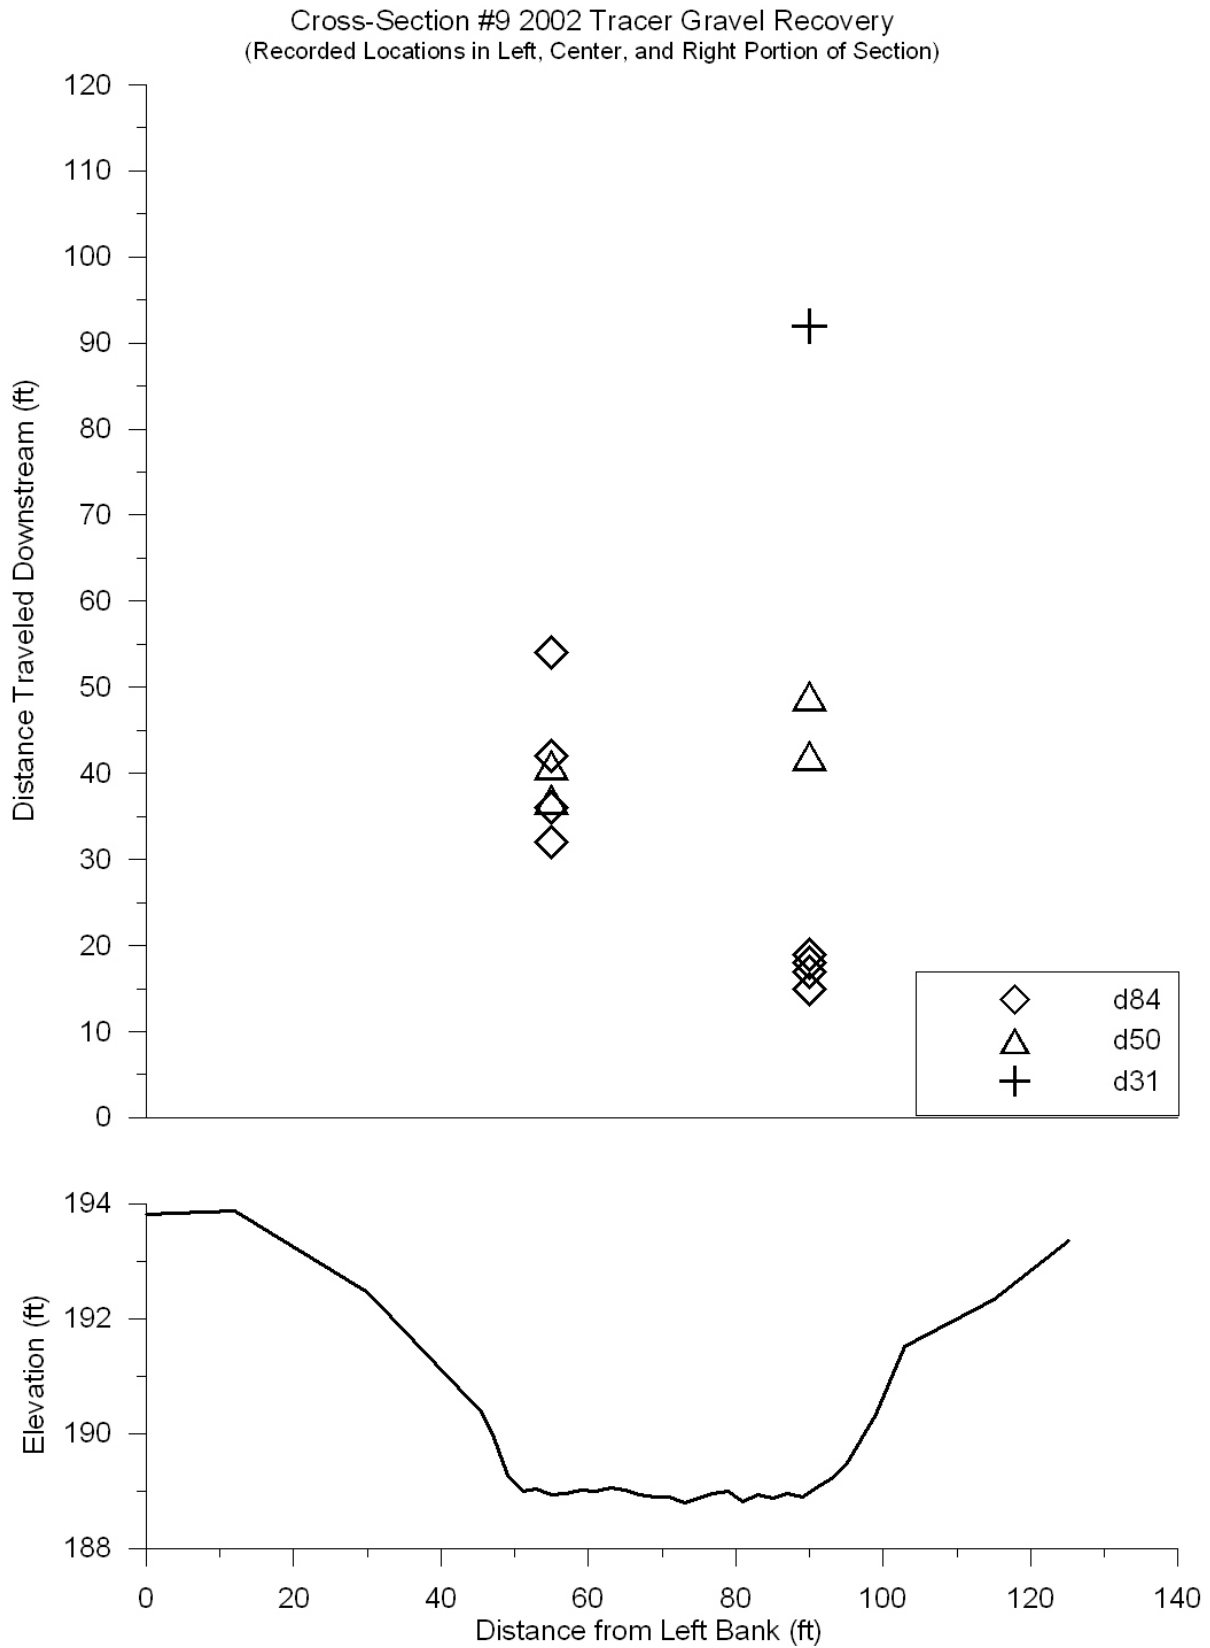 Cross-Section #9 2002 Tracer Gravel Recovery
(Recorded Locations in Left, Center, and Right Portion of Section)
120
110
100
90
80
70
60
50
40
30
20
10
0
Distance Traveled Downstream (ft)
d84
d50
d31
194
192
190
188
Elevation (ft)
0 20 40 60 80 100 120 140
Distance from Left Bank (ft)